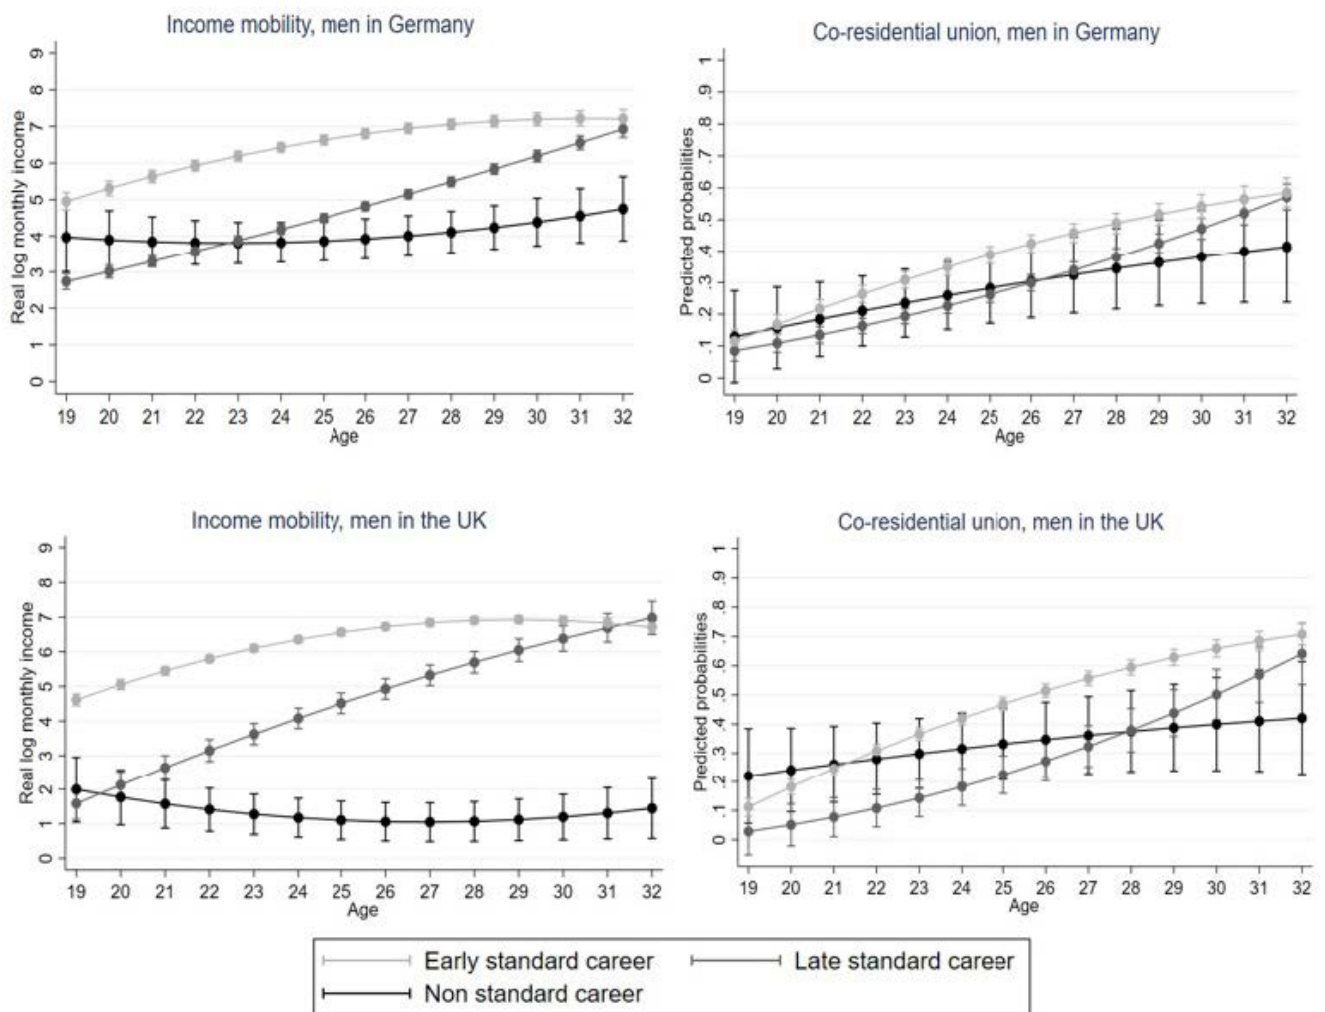 Income mobility, men in Germany
Real log monthly income
9
8
7
6
5
4
3
2
1
0
19 20 21 22 23 24 25 26 27 28 29 30 31 32
Age
Co-residential union, men in Germany
Predicted probabilities
1
.9
.8
.7
.6
.5
.4
.3
.2
.1
0
19 20 21 22 23 24 25 26 27 28 29 30 31 32
Age
Income mobility, men in the UK
Real log monthly income
9
8
7
6
5
4
3
2
1
0
19 20 21 22 23 24 25 26 27 28 29 30 31 32
Age
Co-residential union, men in the UK
Predicted probabilities
1
.9
.8
.7
.6
.5
.4
.3
.2
.1
0
19 20 21 22 23 24 25 26 27 28 29 30 31 32
Age
Early standard career Late standard career
Non standard career